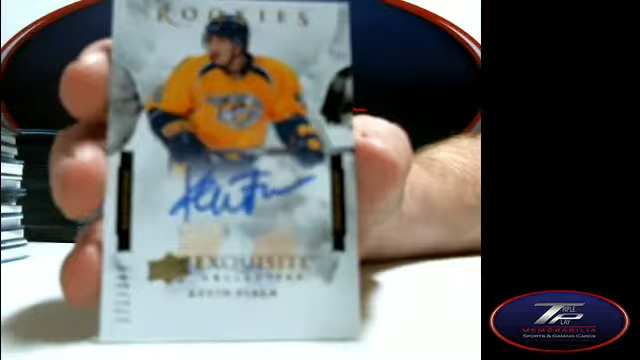 ROOKIES
EXQUISITE
COLLECTION
KEVIN FIALA
TRIPLE
PLAY
MEMORABILIA
SPORTS & GAMING CARDS